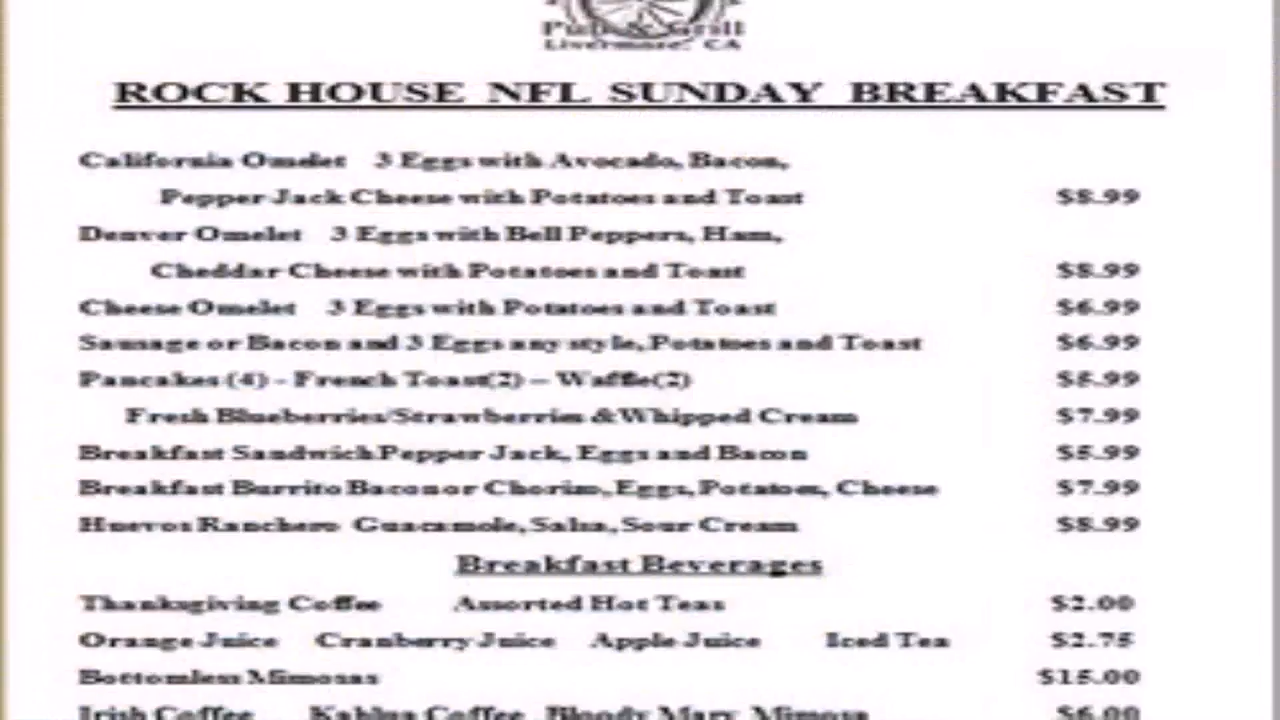 Pub & Grill
Livermore, CA
ROCK HOUSE NFL SUNDAY BREAKFAST
California Omelet 3 Eggs with Avocado, Bacon,
Pepper Jack Cheese with Potatoes and Toast $8.99
Denver Omelet 3 Eggs with Bell Peppers, Ham,
Cheddar Cheese with Potatoes and Toast $8.99
Cheese Omelet 3 Eggs with Potatoes and Toast $6.99
Sausage or Bacon and 3 Eggs any style, Potatoes and Toast $6.99
Pancakes (4) - French Toast(2) – Waffle(2) $5.99
Fresh Blueberries/Strawberries & Whipped Cream $7.99
Breakfast Sandwich Pepper Jack, Eggs and Bacon $5.99
Breakfast Burrito Bacon or Chorizo, Eggs, Potatoes, Cheese $7.99
Huevos Ranchero Guacamole, Salsa, Sour Cream $8.99
Breakfast Beverages
Thanksgiving Coffee Assorted Hot Teas $2.00
Orange Juice Cranberry Juice Apple Juice Iced Tea $2.75
Bottomless Mimosas $15.00
Irish Coffee Kahlua Coffee Bloody Mary Mimosa $6.00